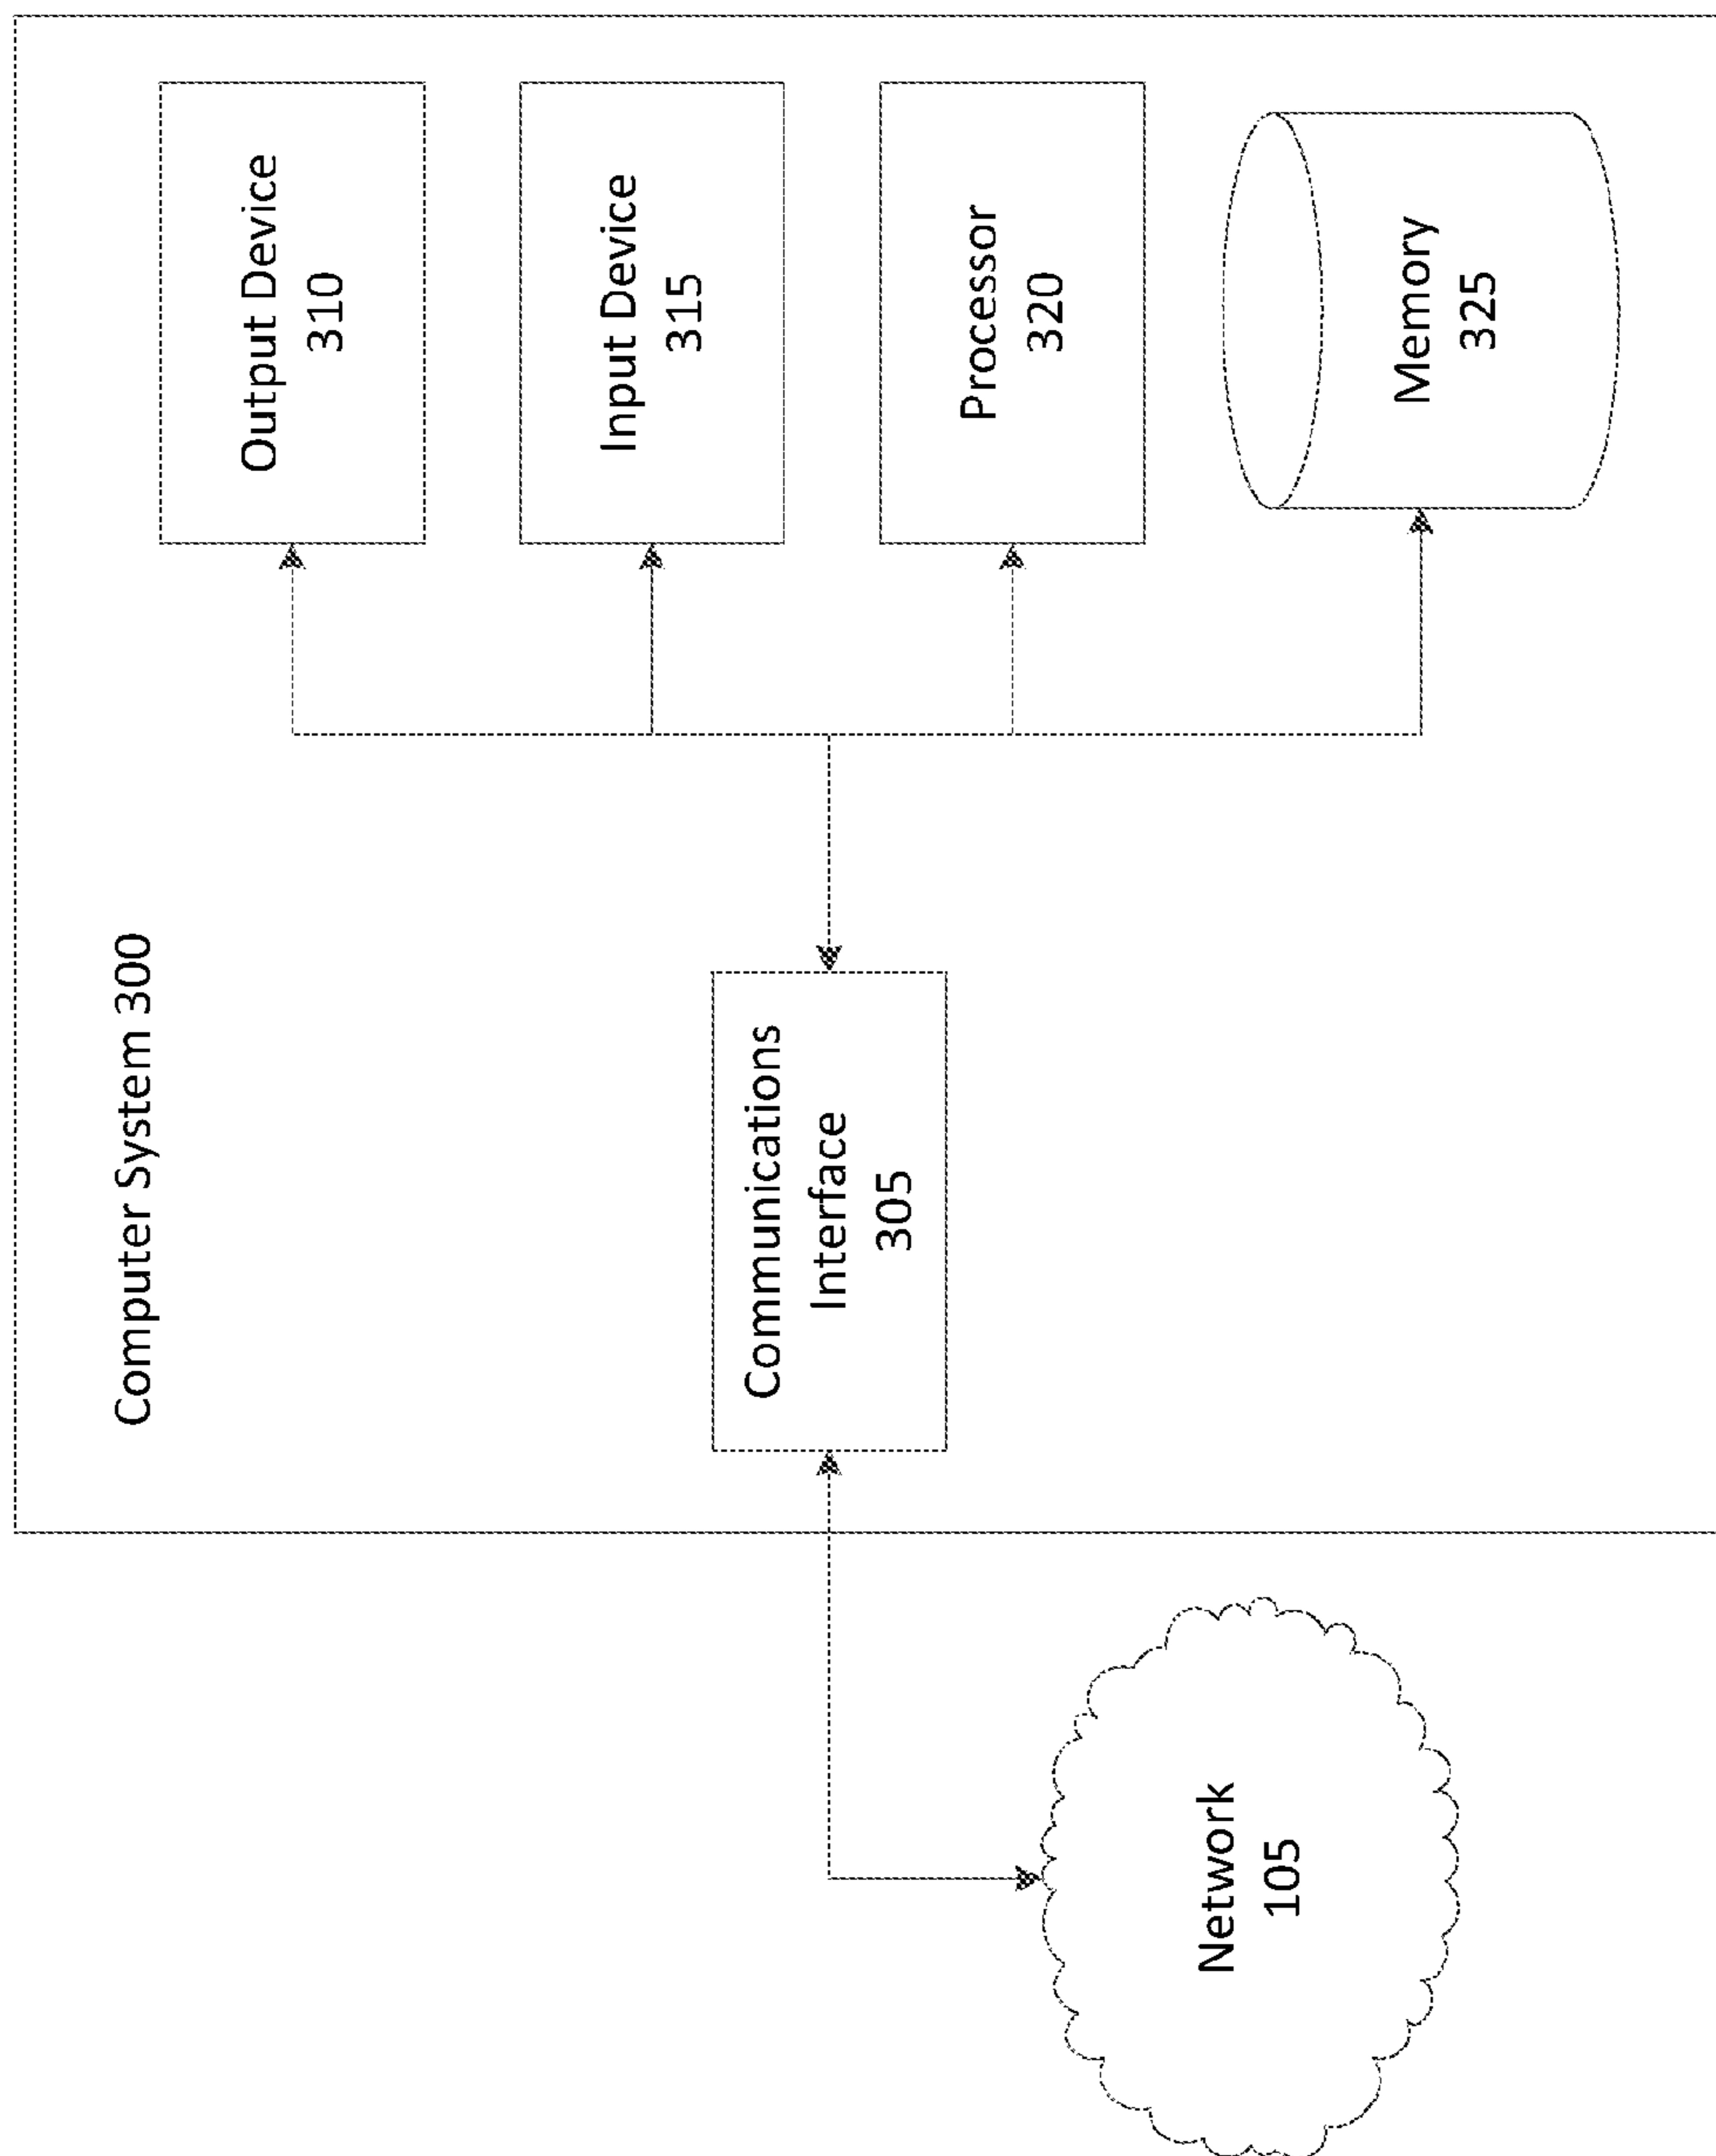 Computer System 300
Output Device
310
Input Device
315
Communications
Interface
305
Processor
320
Memory
325
Network
105